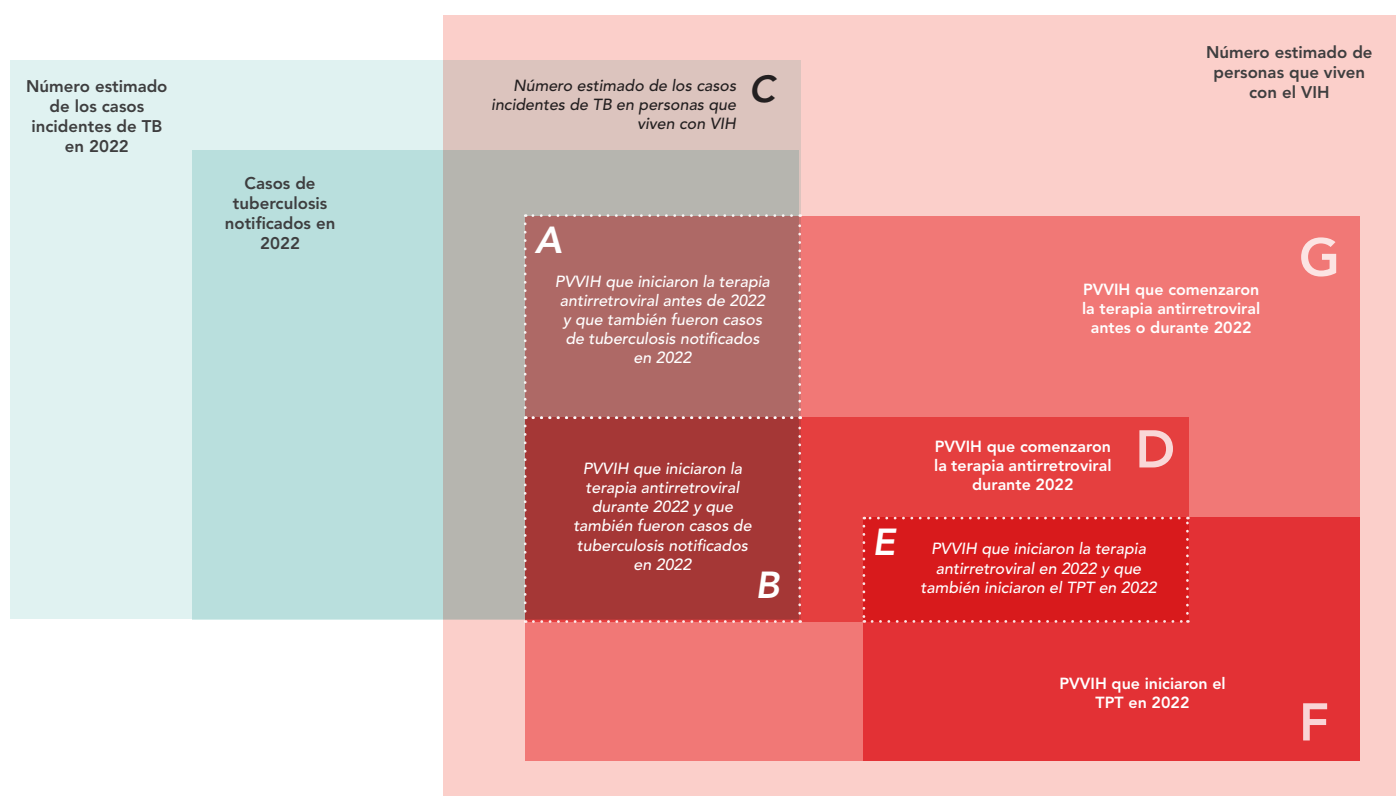 Número estimado
de los casos
incidentes de TB
en 2022
Casos de
tuberculosis
notificados en
2022
Número estimado de los casos
incidentes de TB en personas que
viven con VIH
C
Número estimado de
personas que viven
con el VIH
A
PVVIH que iniciaron la terapia
antirretroviral antes de 2022
y que también fueron casos
de tuberculosis notificados
en 2022
G
PVVIH que comenzaron
la terapia antirretroviral
antes o durante 2022
PVVIH que iniciaron la
terapia antirretroviral
durante 2022 y que
también fueron casos de
tuberculosis notificados
en 2022
B
PVVIH que comenzaron
la terapia antirretroviral
durante 2022
D
E
PVVIH que iniciaron la terapia
antirretroviral en 2022 y que
también iniciaron el TPT en 2022
PVVIH que iniciaron el
TPT en 2022
F